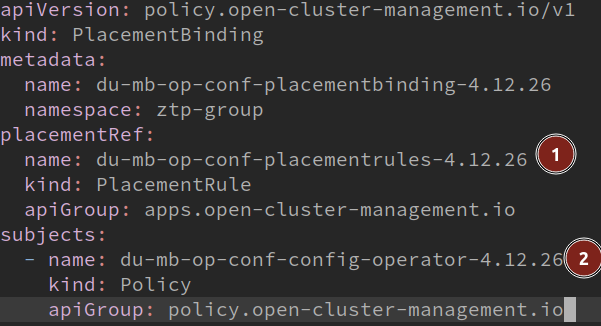 apiVersion: policy.open-cluster-management.io/v1
kind: PlacementBinding
metadata:
  name: du-mb-op-conf-placementbinding-4.12.26
  namespace: ztp-group
placementRef:
  name: du-mb-op-conf-placementrules-4.12.26 1
  kind: PlacementRule
  apiGroup: apps.open-cluster-management.io
subjects:
  - name: du-mb-op-conf-config-operator-4.12.26 2
    kind: Policy
    apiGroup: policy.open-cluster-management.io